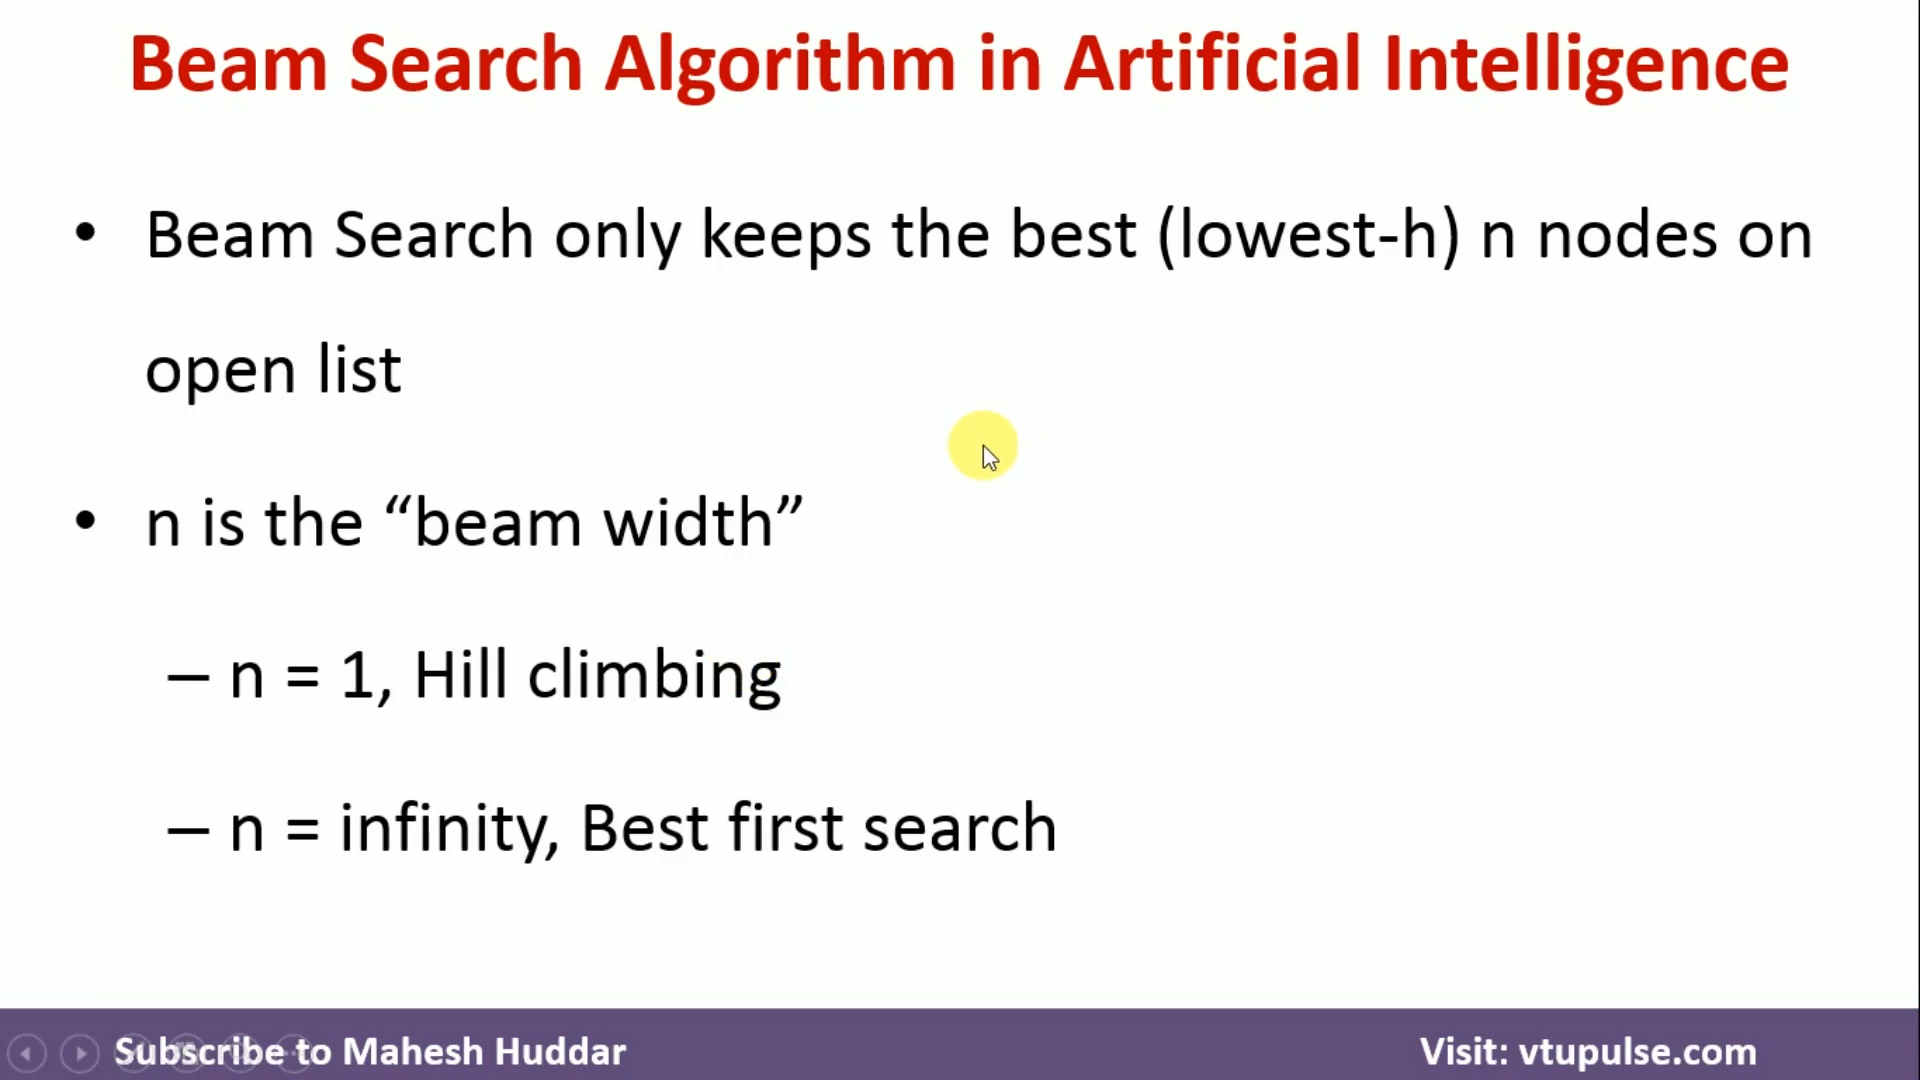 Beam Search Algorithm in Artificial Intelligence
• Beam Search only keeps the best (lowest-h) n nodes on
open list
• n is the “beam width”
– n = 1, Hill climbing
– n = infinity, Best first search
Subscribe to Mahesh Huddar
Visit: vtupulse.com